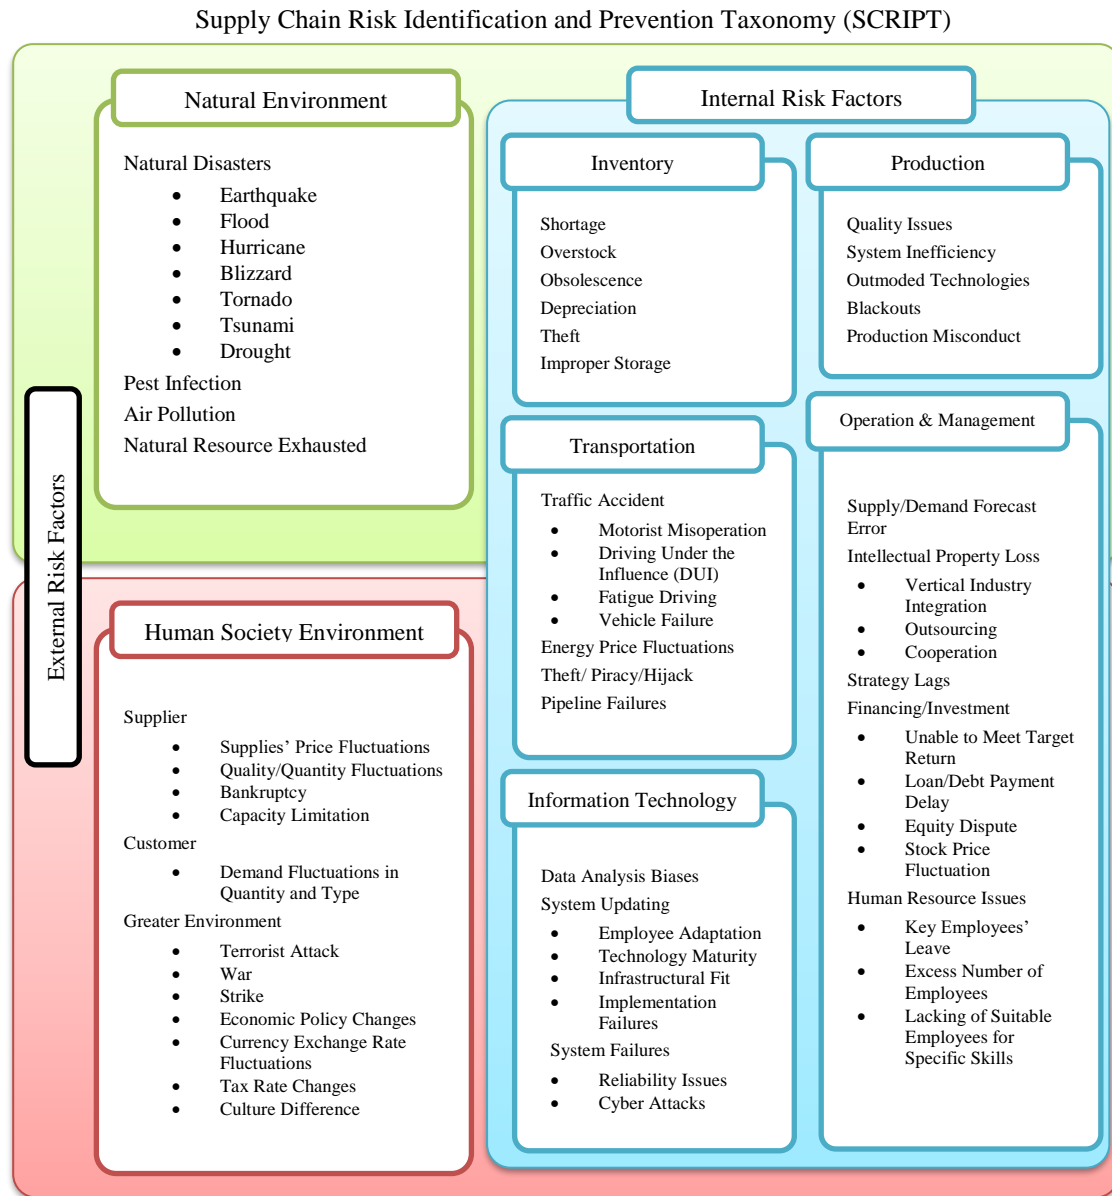 Supply Chain Risk Identification and Prevention Taxonomy (SCRIPT)
External Risk Factors
Natural Environment
Natural Disasters
• Earthquake
• Flood
• Hurricane
• Blizzard
• Tornado
• Tsunami
• Drought
Pest Infection
Air Pollution
Natural Resource Exhausted
Human Society Environment
Supplier
• Supplies’ Price Fluctuations
• Quality/Quantity Fluctuations
• Bankruptcy
• Capacity Limitation
Customer
• Demand Fluctuations in
Quantity and Type
Greater Environment
• Terrorist Attack
• War
• Strike
• Economic Policy Changes
• Currency Exchange Rate
Fluctuations
• Tax Rate Changes
• Culture Difference
Internal Risk Factors
Inventory
Shortage
Overstock
Obsolescence
Depreciation
Theft
Improper Storage
Production
Quality Issues
System Inefficiency
Outmoded Technologies
Blackouts
Production Misconduct
Transportation
Traffic Accident
• Motorist Misoperation
• Driving Under the
Influence (DUI)
• Fatigue Driving
• Vehicle Failure
Energy Price Fluctuations
Theft/ Piracy/Hijack
Pipeline Failures
Operation & Management
Supply/Demand Forecast
Error
Intellectual Property Loss
• Vertical Industry
Integration
• Outsourcing
• Cooperation
Strategy Lags
Financing/Investment
• Unable to Meet Target
Return
• Loan/Debt Payment
Delay
• Equity Dispute
• Stock Price
Fluctuation
Human Resource Issues
• Key Employees’
Leave
• Excess Number of
Employees
• Lacking of Suitable
Employees for
Specific Skills
Information Technology
Data Analysis Biases
System Updating
• Employee Adaptation
• Technology Maturity
• Infrastructural Fit
• Implementation
Failures
System Failures
• Reliability Issues
• Cyber Attacks